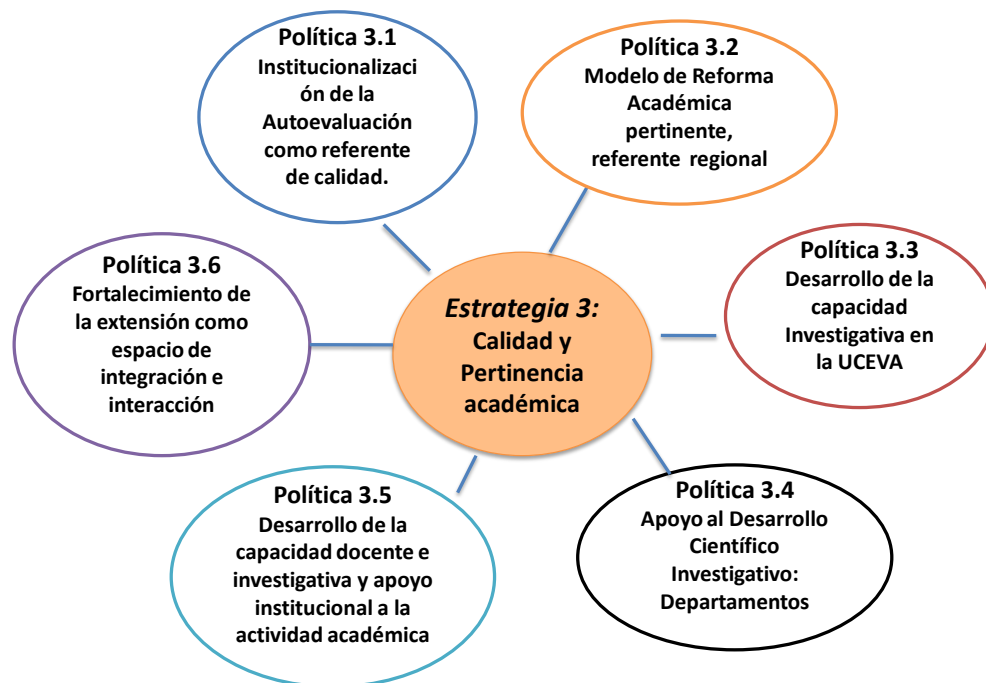 Política 3.1
Institucionalizaci
ón de la
Autoevaluación
como referente
de calidad.
Política 3.2
Modelo de Reforma
Académica
pertinente,
referente regional
Política 3.3
Desarrollo de la
capacidad
Investigativa en
la UCEVA
Política 3.6
Fortalecimiento de
la extensión como
espacio de
integración e
interacción
Estrategia 3:
Calidad y
Pertinencia
académica
Política 3.5
Desarrollo de la
capacidad docente e
investigativa y apoyo
institucional a la
actividad académica
Política 3.4
Apoyo al Desarrollo
Científico
Investigativo:
Departamentos